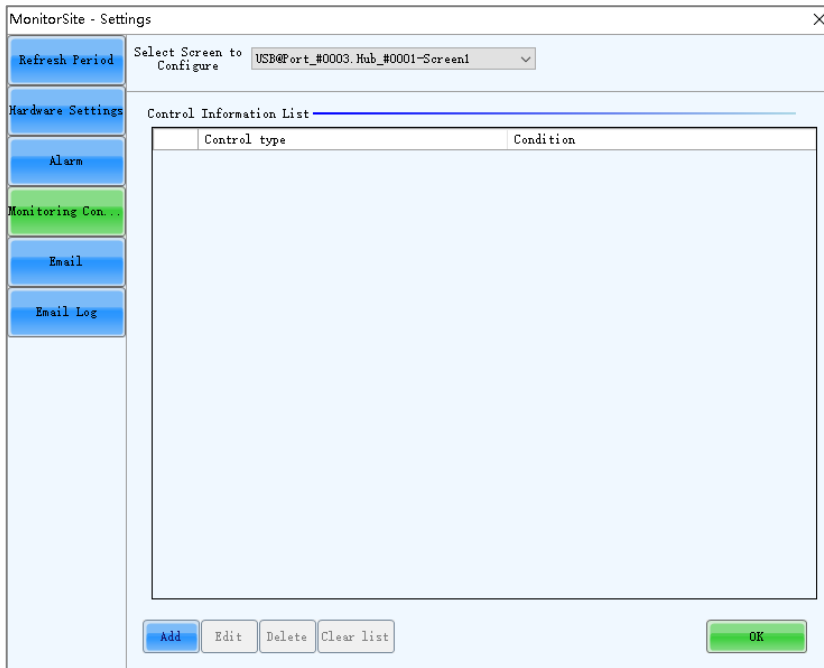 MonitorSite - Settings
Refresh Period
Hardware Settings
Alarm
Monitoring Con...
Email
Email Log
Select Screen to
Configure
USB@Port_#0003.Hub_#0001-Screen1
Control Information List
Control type Condition
Add Edit Delete Clear list OK